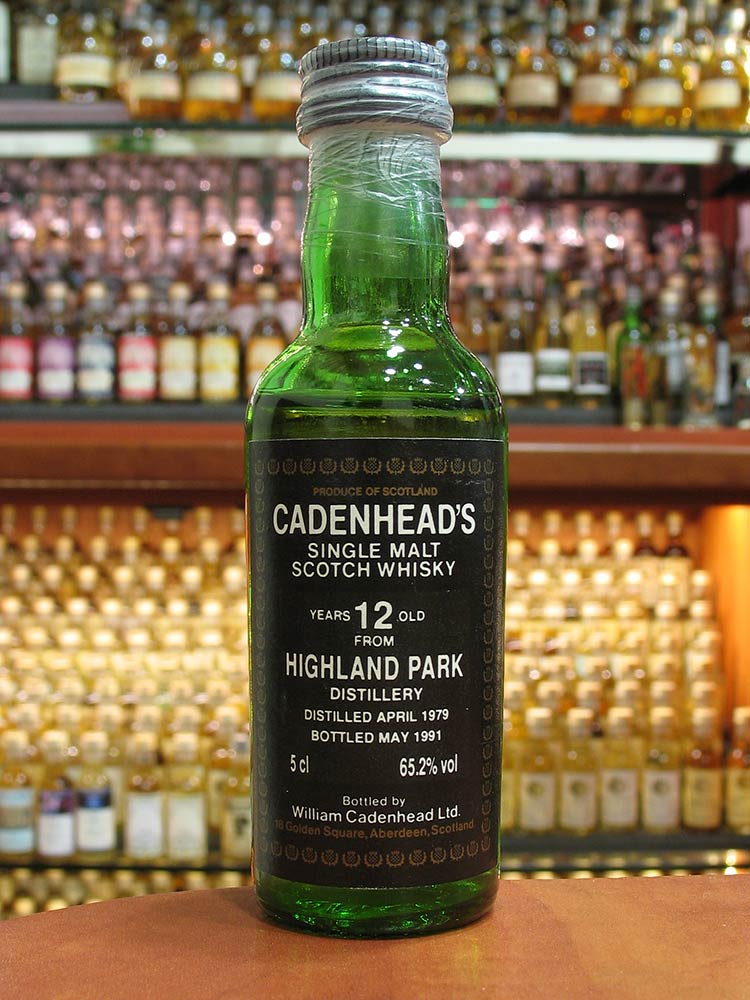 PRODUCE OF SCOTLAND
CADENHEAD'S
SINGLE MALT
SCOTCH WHISKY
YEARS 12 OLD
FROM
HIGHLAND PARK
DISTILLERY
DISTILLED APRIL 1979
BOTTLED MAY 1991
5 cl 65.2% vol
Bottled by
William Cadenhead Ltd.
18 Golden Square, Aberdeen, Scotland